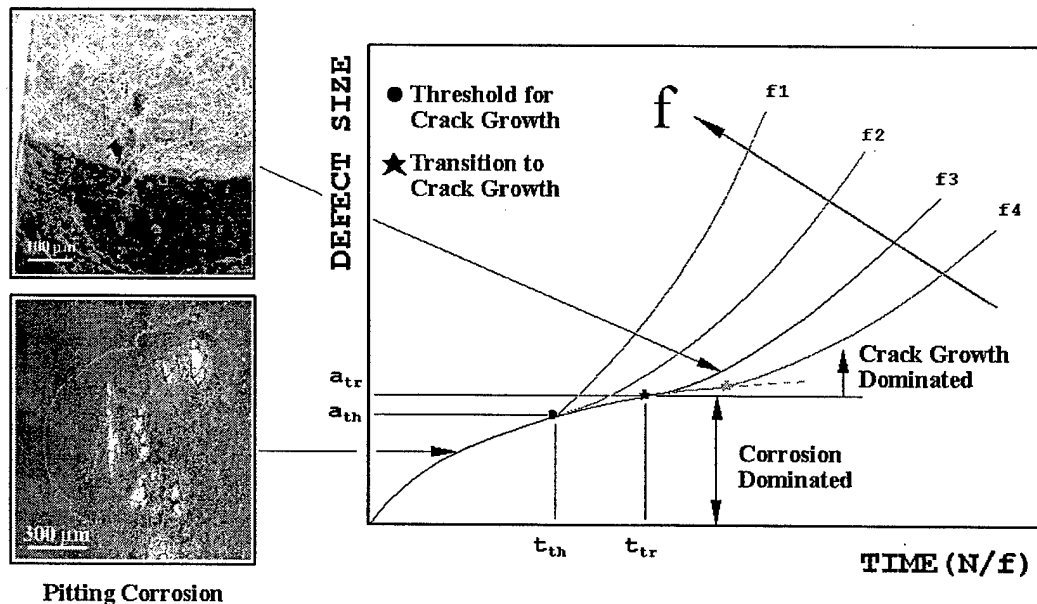 100 μm
300 μm
Pitting Corrosion
DEFECT SIZE
● Threshold for
Crack Growth
★ Transition to
Crack Growth
f
f1
f2
f3
f4
a_tr
a_th
Crack Growth
Dominated
Corrosion
Dominated
t_th
t_tr
TIME (N/f)